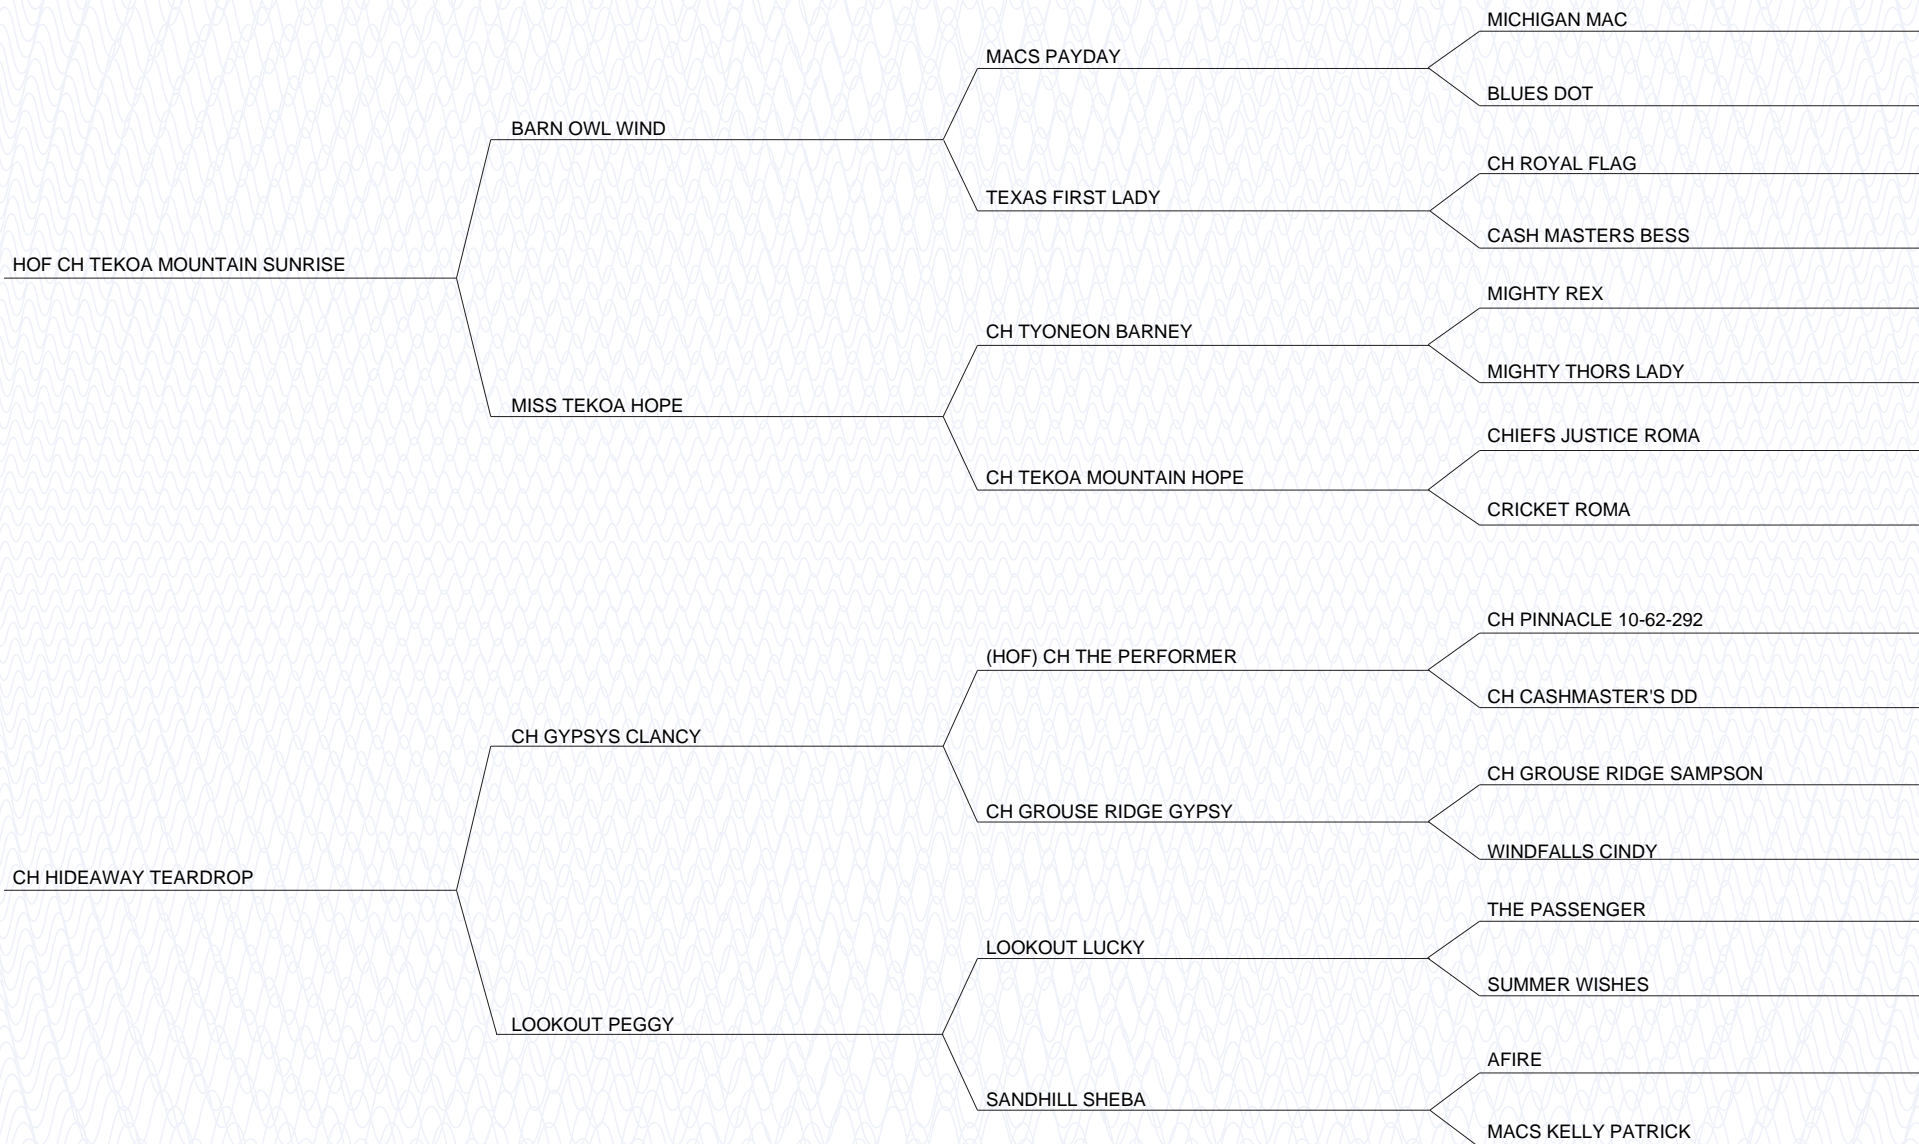 MICHIGAN MAC
MACS PAYDAY
BLUES DOT
BARN OWL WIND
CH ROYAL FLAG
TEXAS FIRST LADY
CASH MASTERS BESS
HOF CH TEKOA MOUNTAIN SUNRISE
MIGHTY REX
CH TYONEON BARNEY
MIGHTY THORS LADY
MISS TEKOA HOPE
CHIEFS JUSTICE ROMA
CH TEKOA MOUNTAIN HOPE
CRICKET ROMA
CH PINNACLE 10-62-292
(HOF) CH THE PERFORMER
CH CASHMASTER'S DD
CH GYPSYS CLANCY
CH GROUSE RIDGE SAMPSON
CH GROUSE RIDGE GYPSY
WINDFALLS CINDY
CH HIDEAWAY TEARDROP
THE PASSENGER
LOOKOUT LUCKY
SUMMER WISHES
LOOKOUT PEGGY
AFIRE
SANDHILL SHEBA
MACS KELLY PATRICK